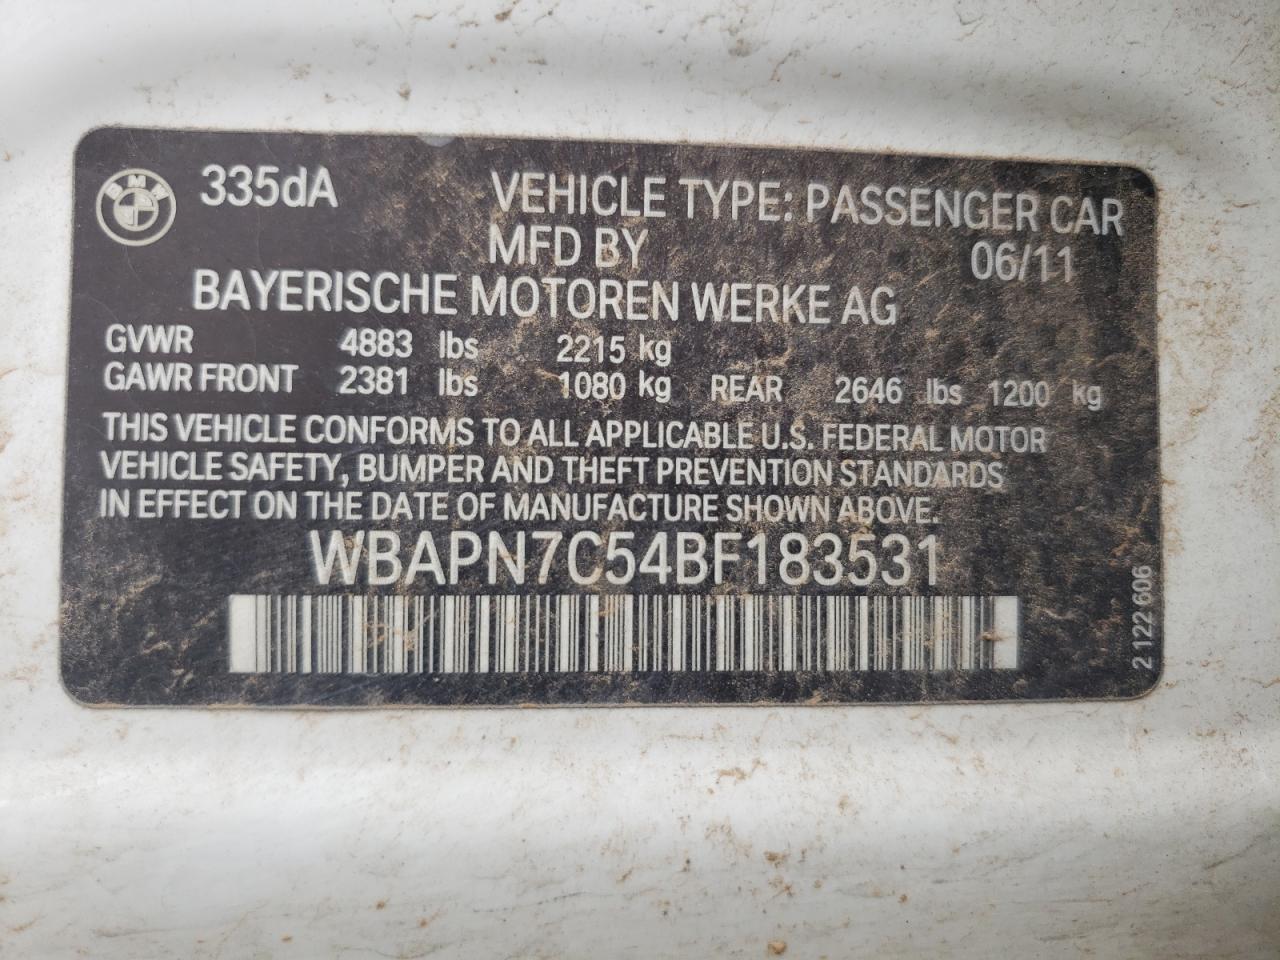 BMW 335dA VEHICLE TYPE: PASSENGER CAR
MFD BY 06/11
BAYERISCHE MOTOREN WERKE AG
GVWR 4883 lbs 2215 kg
GAWR FRONT 2381 lbs 1080 kg REAR 2646 lbs 1200 kg
THIS VEHICLE CONFORMS TO ALL APPLICABLE U.S. FEDERAL MOTOR
VEHICLE SAFETY, BUMPER AND THEFT PREVENTION STANDARDS
IN EFFECT ON THE DATE OF MANUFACTURE SHOWN ABOVE.
WBAPN7C54BF183531
2 122 606